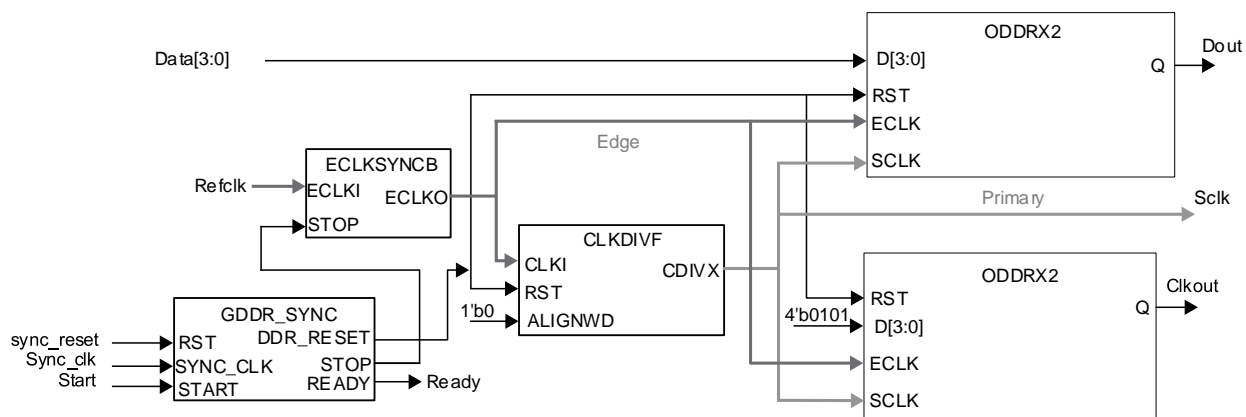 ODDRX2
Data[3:0]
D[3:0]
Q
Dout
RST
ECLK
Edge
SCLK
ECLKSYNCB
Refclk
ECLKI
ECLKO
STOP
Primary
Sclk
CLKDIVF
CLKI
CDIVX
RST
1'b0
ALIGNWD
ODDRX2
RST
Q
Clkout
4'b0101
D[3:0]
ECLK
SCLK
GDDR_SYNC
sync_reset
RST
DDR_RESET
Sync_clk
SYNC_CLK
STOP
Start
START
READY
Ready